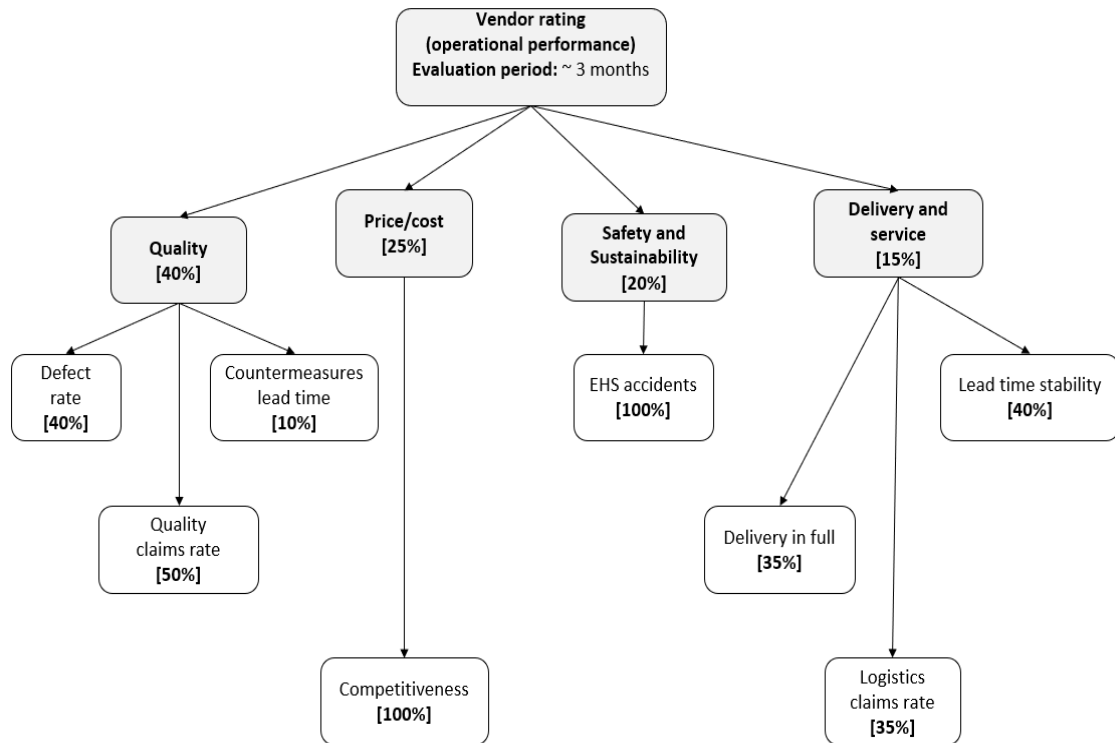 Vendor rating
(operational performance)
Evaluation period: ~ 3 months
Quality
[40%]
Price/cost
[25%]
Safety and
Sustainability
[20%]
Delivery and
service
[15%]
Defect
rate
[40%]
Countermeasures
lead time
[10%]
EHS accidents
[100%]
Lead time stability
[40%]
Quality
claims rate
[50%]
Delivery in full
[35%]
Competitiveness
[100%]
Logistics
claims rate
[35%]